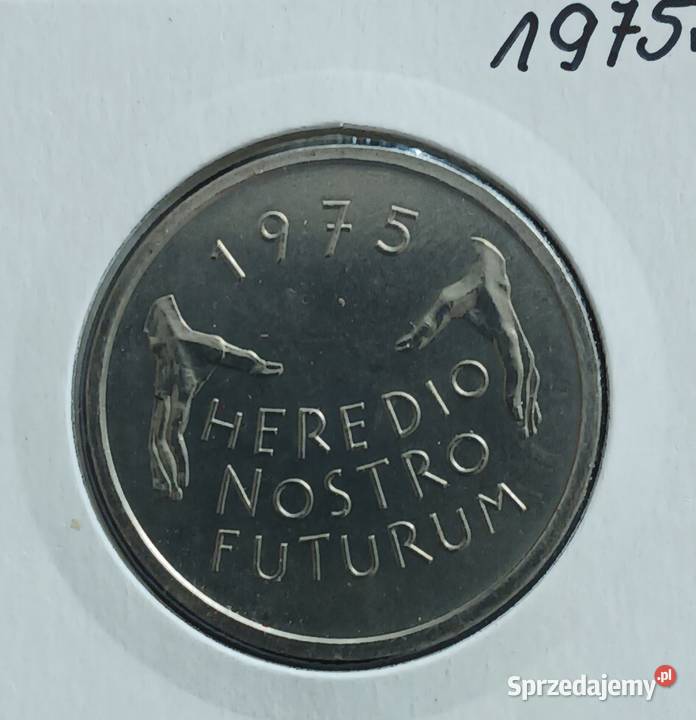 1975.
1975
HEREDIO
NOSTRO
FUTURUM
Sprzedajemy.pl